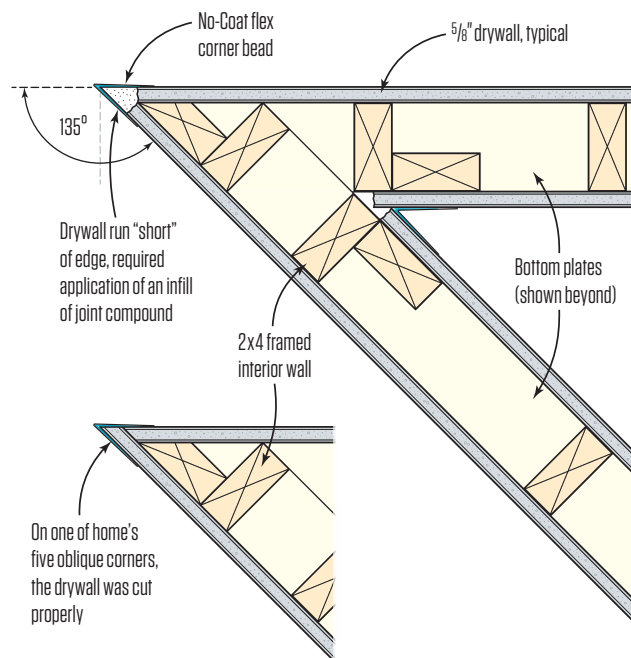 No-Coat flex
corner bead
5/8" drywall, typical
135°
Drywall run “short”
of edge, required
application of an infill
of joint compound
2x4 framed
interior wall
Bottom plates
(shown beyond)
On one of home’s
five oblique corners,
the drywall was cut
properly